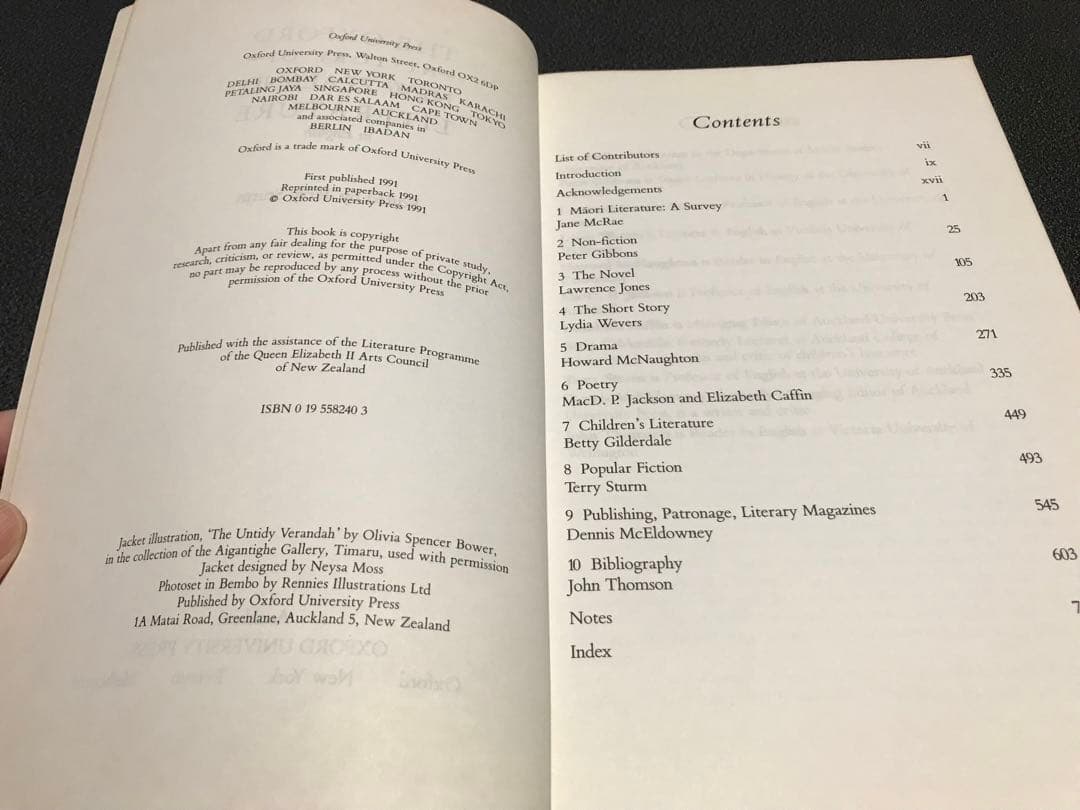 Oxford University Press
Oxford University Press, Walton Street, Oxford OX2 6DP
OXFORD NEW YORK TORONTO
DELHI BOMBAY CALCUTTA MADRAS KARACHI
PETALING JAYA SINGAPORE HONG KONG TOKYO
NAIROBI DAR ES SALAAM CAPE TOWN
MELBOURNE AUCKLAND
and associated companies in
BERLIN IBADAN
Oxford is a trade mark of Oxford University Press
First published 1991
Reprinted in paperback 1991
© Oxford University Press 1991
This book is copyright
Apart from any fair dealing for the purpose of private study,
research, criticism, or review, as permitted under the Copyright Act,
no part may be reproduced by any process without the prior
permission of the Oxford University Press
Published with the assistance of the Literature Programme
of the Queen Elizabeth II Arts Council
of New Zealand
ISBN 0 19 558240 3
Jacket illustration, 'The Untidy Verandah' by Olivia Spencer Bower,
in the collection of the Aigantighe Gallery, Timaru, used with permission
Jacket designed by Neysa Moss
Photoset in Bembo by Rennies Illustrations Ltd
Published by Oxford University Press
1A Matai Road, Greenlane, Auckland 5, New Zealand
Contents
List of Contributors vii
Introduction ix
Acknowledgements xvii
1 Māori Literature: A Survey 1
Jane McRae
2 Non-fiction 25
Peter Gibbons
3 The Novel 105
Lawrence Jones
4 The Short Story 203
Lydia Wevers
5 Drama 271
Howard McNaughton
6 Poetry 335
MacD. P. Jackson and Elizabeth Caffin
7 Children's Literature 449
Betty Gilderdale
8 Popular Fiction 493
Terry Sturm
9 Publishing, Patronage, Literary Magazines 545
Dennis McEldowney
10 Bibliography 603
John Thomson
Notes
Index